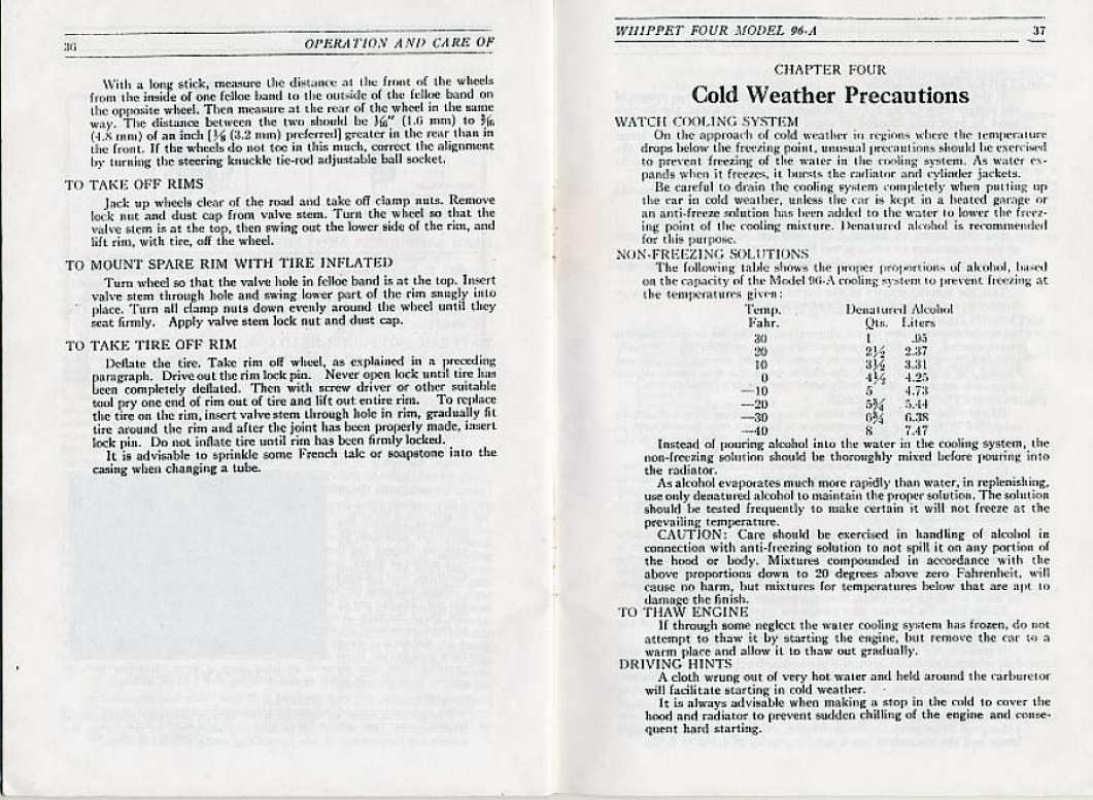 36 OPERATION AND CARE OF
With a long stick, measure the distance at the front of the wheels
from the inside of one felloe band to the outside of the felloe band on
the opposite wheel. Then measure at the rear of the wheel in the same
way. The distance between the two should be 1/16" (1.6 mm) to 3/16
(4.8 mm) of an inch [1/8 (3.2 mm) preferred] greater in the rear than in
the front. If the wheels do not toe in this much, correct the alignment
by turning the steering knuckle tie-rod adjustable ball socket.
TO TAKE OFF RIMS
Jack up wheels clear of the road and take off clamp nuts. Remove
lock nut and dust cap from valve stem. Turn the wheel so that the
valve stem is at the top, then swing out the lower side of the rim, and
lift rim, with tire, off the wheel.
TO MOUNT SPARE RIM WITH TIRE INFLATED
Turn wheel so that the valve hole in felloe band is at the top. Insert
valve stem through hole and swing lower part of the rim snugly into
place. Turn all clamp nuts down evenly around the wheel until they
seat firmly. Apply valve stem lock nut and dust cap.
TO TAKE TIRE OFF RIM
Deflate the tire. Take rim off wheel, as explained in a preceding
paragraph. Drive out the rim lock pin. Never open lock until tire has
been completely deflated. Then with screw driver or other suitable
tool pry one end of rim out of tire and lift out entire rim. To replace
the tire on the rim, insert valve stem through hole in rim, gradually fit
tire around the rim and after the joint has been properly made, insert
lock pin. Do not inflate tire until rim has been firmly locked.
It is advisable to sprinkle some French talc or soapstone into the
casing when changing a tube.
WHIPPET FOUR MODEL 96-A 37
CHAPTER FOUR
Cold Weather Precautions
WATCH COOLING SYSTEM
On the approach of cold weather in regions where the temperature
drops below the freezing point, unusual precautions should be exercised
to prevent freezing of the water in the cooling system. As water ex-
pands when it freezes, it bursts the radiator and cylinder jackets.
Be careful to drain the cooling system completely when putting up
the car in cold weather, unless the car is kept in a heated garage or
an anti-freeze solution has been added to the water to lower the freez-
ing point of the cooling mixture. Denatured alcohol is recommended
for this purpose.
NON-FREEZING SOLUTIONS
The following table shows the proper proportions of alcohol, based
on the capacity of the Model 96-A cooling system to prevent freezing at
the temperatures given:
Temp. Denatured Alcohol
Fahr. Qts. Liters
30 1 .95
20 2½ 2.37
10 3½ 3.31
0 4½ 4.25
—10 5 4.73
—20 5¾ 5.44
—30 6¾ 6.38
—40 8 7.47
Instead of pouring alcohol into the water in the cooling system, the
non-freezing solution should be thoroughly mixed before pouring into
the radiator.
As alcohol evaporates much more rapidly than water, in replenishing,
use only denatured alcohol to maintain the proper solution. The solution
should be tested frequently to make certain it will not freeze at the
prevailing temperature.
CAUTION: Care should be exercised in handling of alcohol in
connection with anti-freezing solution to not spill it on any portion of
the hood or body. Mixtures compounded in accordance with the
above proportions down to 20 degrees above zero Fahrenheit, will
cause no harm, but mixtures for temperatures below that are apt to
damage the finish.
TO THAW ENGINE
If through some neglect the water cooling system has frozen, do not
attempt to thaw it by starting the engine, but remove the car to a
warm place and allow it to thaw out gradually.
DRIVING HINTS
A cloth wrung out of very hot water and held around the carburetor
will facilitate starting in cold weather.
It is always advisable when making a stop in the cold to cover the
hood and radiator to prevent sudden chilling of the engine and conse-
quent hard starting.